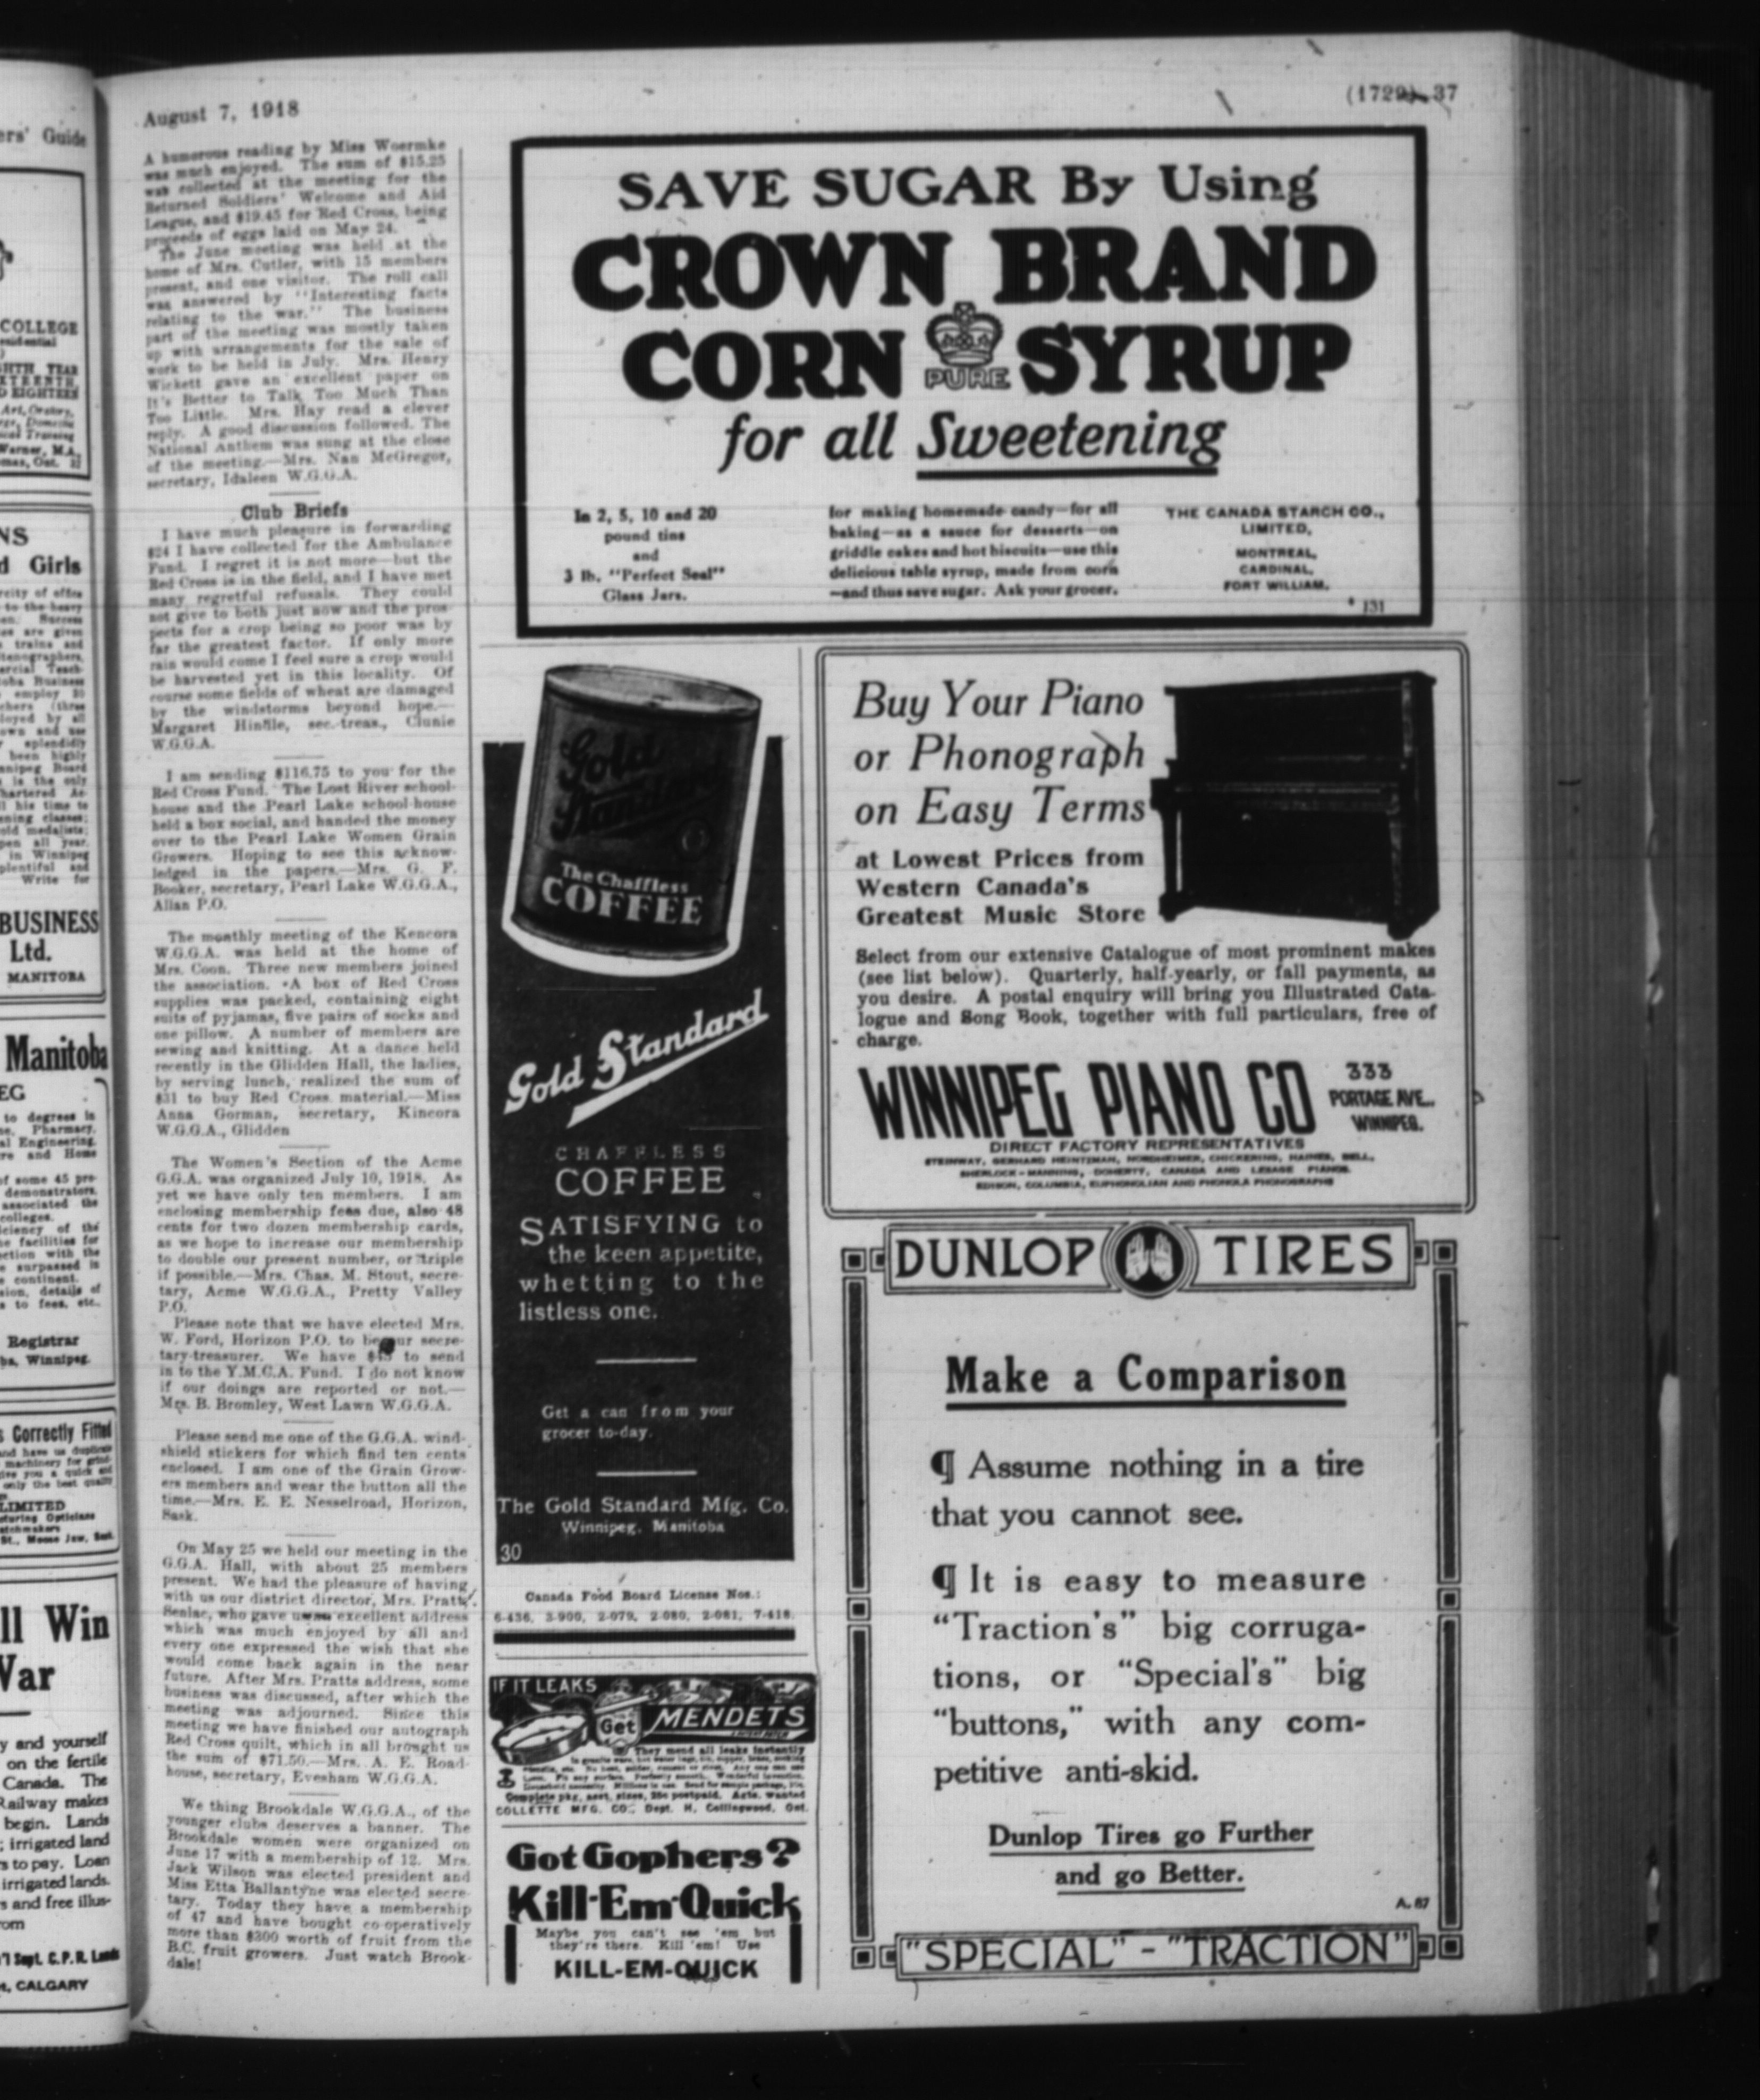 August 7, 1918
(1729) 37
A humorous reading by Miss Woermke
was much enjoyed. The sum of $15.25
was collected at the meeting for the
Returned Soldiers' Welcome and Aid
League, and $19.45 for Red Cross, being
proceeds of eggs laid on May 24.
The June meeting was held at the
home of Mrs. Cutler, with 15 members
present, and one visitor. The roll call
was answered by "Interesting facts
relating to the war." The business
part of the meeting was mostly taken
up with arrangements for the sale of
work to be held in July. Mrs. Henry
Wickett gave an excellent paper on
It's Better to Talk Too Much Than
Too Little. Mrs. Hay read a clever
reply. A good discussion followed. The
National Anthem was sung at the close
of the meeting.—Mrs. Nan McGregor,
secretary, Idaleen W.G.G.A.
Club Briefs
I have much pleasure in forwarding
$24 I have collected for the Ambulance
Fund. I regret it is not more—but the
Red Cross is in the field, and I have met
many regretful refusals. They could
not give to both just now and the pros-
pects for a crop being so poor was by
far the greatest factor. If only more
rain would come I feel sure a crop would
be harvested yet in this locality. Of
course some fields of wheat are damaged
by the windstorms beyond hope.—
Margaret sec.-treas., Clunie
W.G.G.A.
I am sending $116.75 to you for the
Red Cross Fund. The Lost River school-
house and the Pearl Lake school-house
held a box social, and handed the money
over to the Pearl Lake Women Grain
Growers. Hoping to see this acknow-
ledged in the papers.—Mrs. G. F.
Booker, secretary, Pearl Lake W.G.G.A.,
Allan P.O.
The monthly meeting of the Kencora
W.G.G.A. was held at the home of
Mrs. Coon. Three new members joined
the association. A box of Red Cross
supplies was packed, containing eight
suits of pyjamas, five pairs of socks and
one pillow. A number of members are
sewing and knitting. At a dance held
recently in the Glidden Hall, the ladies,
by serving lunch, realized the sum of
$31 to buy Red Cross material.—Miss
Anna Gorman, secretary, Kincora
W.G.G.A., Glidden
The Women's Section of the Acme
G.G.A. was organized July 10, 1918. As
yet we have only ten members. I am
enclosing membership fees due, also 48
cents for two dozen membership cards,
as we hope to increase our membership
to double our present number, or triple
if possible.—Mrs. Chas. M. Stout, secre-
tary, Acme W.G.G.A., Pretty Valley
P.O.
Please note that we have elected Mrs.
W. Ford, Horizon P.O. to be our secre-
tary-treasurer. We have to send
in to the Y.M.C.A. Fund. I do not know
if our doings are reported or not.—
Mrs. B. Bromley, West Lawn W.G.G.A.
Please send me one of the G.G.A. wind-
shield stickers for which find ten cents
enclosed. I am one of the Grain Grow-
ers members and wear the button all the
time.—Mrs. E. E. Nesselroad, Horizon,
Sask.
On May 25 we held our meeting in the
G.G.A. Hall, with about 25 members
present. We had the pleasure of having
with us our district director, Mrs. Pratt,
Senlac, who gave us an excellent address
which was much enjoyed by all and
every one expressed the wish that she
would come back again in the near
future. After Mrs. Pratts address, some
business was discussed, after which the
meeting was adjourned. Since this
meeting we have finished our autograph
Red Cross quilt, which in all brought us
the sum of $71.50.—Mrs. A. E. Road-
house, secretary, Evesham W.G.G.A.
We thing Brookdale W.G.G.A., of the
younger clubs deserves a banner. The
Brookdale women were organized on
June 17 with a membership of 12. Mrs.
Jack Wilson was elected president and
Miss Etta Ballantyne was elected secre-
tary. Today they have a membership
of 47 and have bought co-operatively
more than $300 worth of fruit from the
B.C. fruit growers. Just watch Brook-
dale!
SAVE SUGAR By Using
CROWN BRAND
CORN PURE SYRUP
for all Sweetening
In 2, 5, 10 and 20
pound tins
and
3 lb. "Perfect Seal"
Glass Jars.
for making homemade candy—for all
baking—as a sauce for desserts—on
griddle cakes and hot biscuits—use this
delicious table syrup, made from corn
—and thus save sugar. Ask your grocer.
THE CANADA STARCH CO.,
LIMITED,
MONTREAL,
CARDINAL,
FORT WILLIAM.
131
Gold
Standard
The Chaffless
COFFEE
Gold Standard
CHAFFLESS
COFFEE
SATISFYING to
the keen appetite,
whetting to the
listless one.
Get a can from your
grocer to-day.
The Gold Standard Mfg. Co.
Winnipeg, Manitoba
30
Canada Food Board License Nos.:
6-436, 3-900, 2-079, 2-080, 2-081, 7-418.
IF IT LEAKS
Get MENDETS
They mend all leaks instantly
Complete pkg. asst. sizes, 25c postpaid. Agts. wanted
COLLETTE MFG. CO., Dept. H, Collingwood, Ont.
Got Gophers?
Kill-Em-Quick
Maybe you can't see 'em but
they're there. Kill 'em! Use
KILL-EM-QUICK
Buy Your Piano
or Phonograph
on Easy Terms
at Lowest Prices from
Western Canada's
Greatest Music Store
Select from our extensive Catalogue of most prominent makes
(see list below). Quarterly, half-yearly, or fall payments, as
you desire. A postal enquiry will bring you Illustrated Cata-
logue and Song Book, together with full particulars, free of
charge.
WINNIPEG PIANO CO
333
PORTAGE AVE.,
WINNIPEG.
DIRECT FACTORY REPRESENTATIVES
STEINWAY, GERHARD HEINTZMAN, NORDHEIMER, CHICKERING, HAINES, BELL,
SHERLOCK-MANNING, DOHERTY, CANADA AND LESAGE PIANOS.
EDISON, COLUMBIA, EUPHONOLIAN AND PHONOLA PHONOGRAPHS
DUNLOP TIRES
Make a Comparison
¶ Assume nothing in a tire
that you cannot see.
¶ It is easy to measure
"Traction's" big corruga-
tions, or "Special's" big
"buttons," with any com-
petitive anti-skid.
Dunlop Tires go Further
and go Better.
A. 87
"SPECIAL" - "TRACTION"